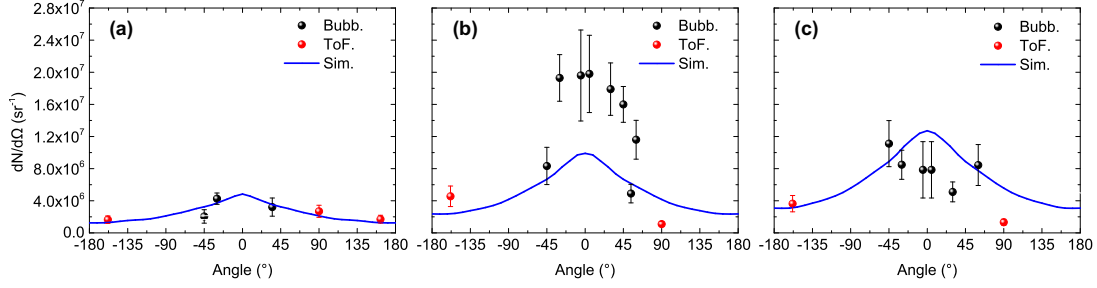 2.8x10⁷
2.4x10⁷
2.0x10⁷
1.6x10⁷
1.2x10⁷
8.0x10⁶
4.0x10⁶
0.0
dN/dΩ (sr⁻¹)
(a)
Bubb.
ToF.
Sim.
-180 -135 -90 -45 0 45 90 135 180
Angle (°)
(b)
Bubb.
ToF.
Sim.
-180 -135 -90 -45 0 45 90 135 180
Angle (°)
(c)
Bubb.
ToF.
Sim.
-180 -135 -90 -45 0 45 90 135 180
Angle (°)